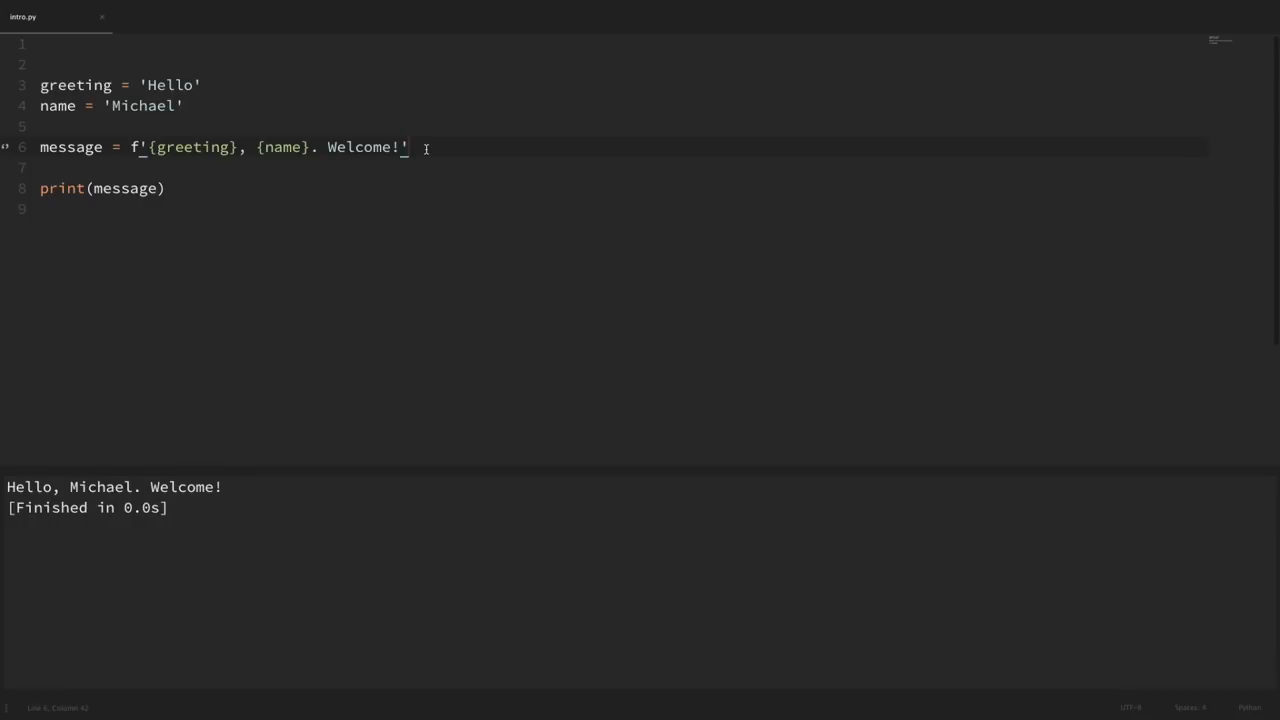 intro.py ×
1
2
3 greeting = 'Hello'
4 name = 'Michael'
5
6 message = f'{greeting}, {name}. Welcome!'
7
8 print(message)
9
Hello, Michael. Welcome!
[Finished in 0.0s]
Line 6, Column 42 UTF-8 Spaces: 4 Python